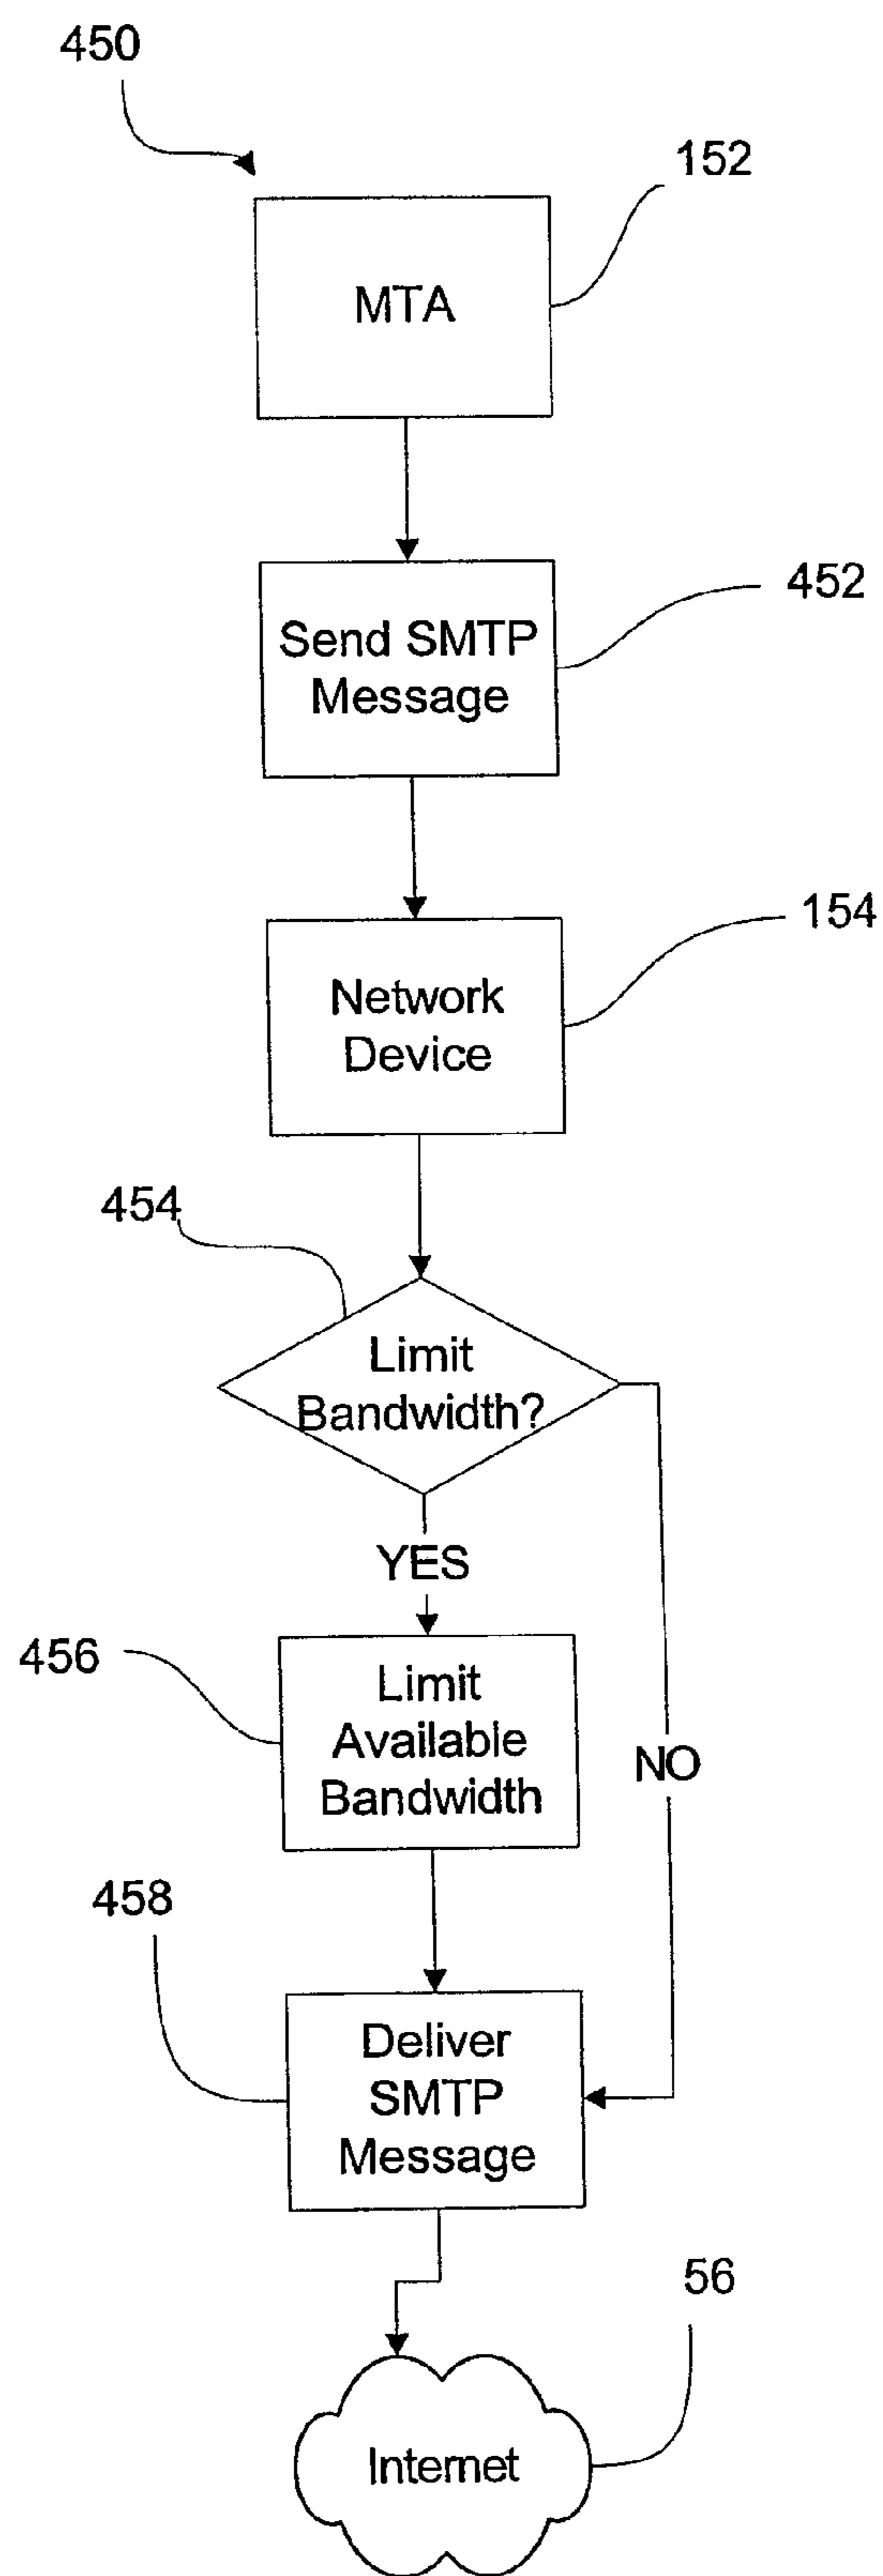 450
152
MTA
452
Send SMTP
Message
154
Network
Device
454
Limit
Bandwidth?
YES
456
Limit
Available
Bandwidth
NO
458
Deliver
SMTP
Message
56
Internet